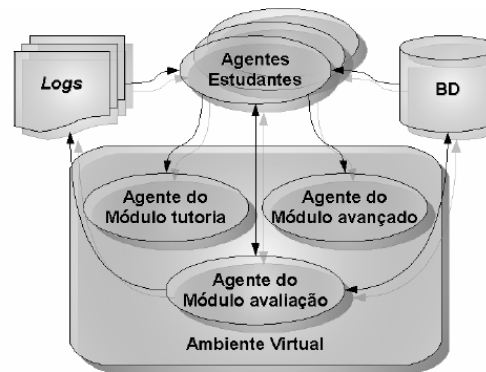 Agentes
Estudantes
Logs
BD
Agente do
Módulo tutoria
Agente do
Módulo avançado
Agente do
Módulo avaliação
Ambiente Virtual